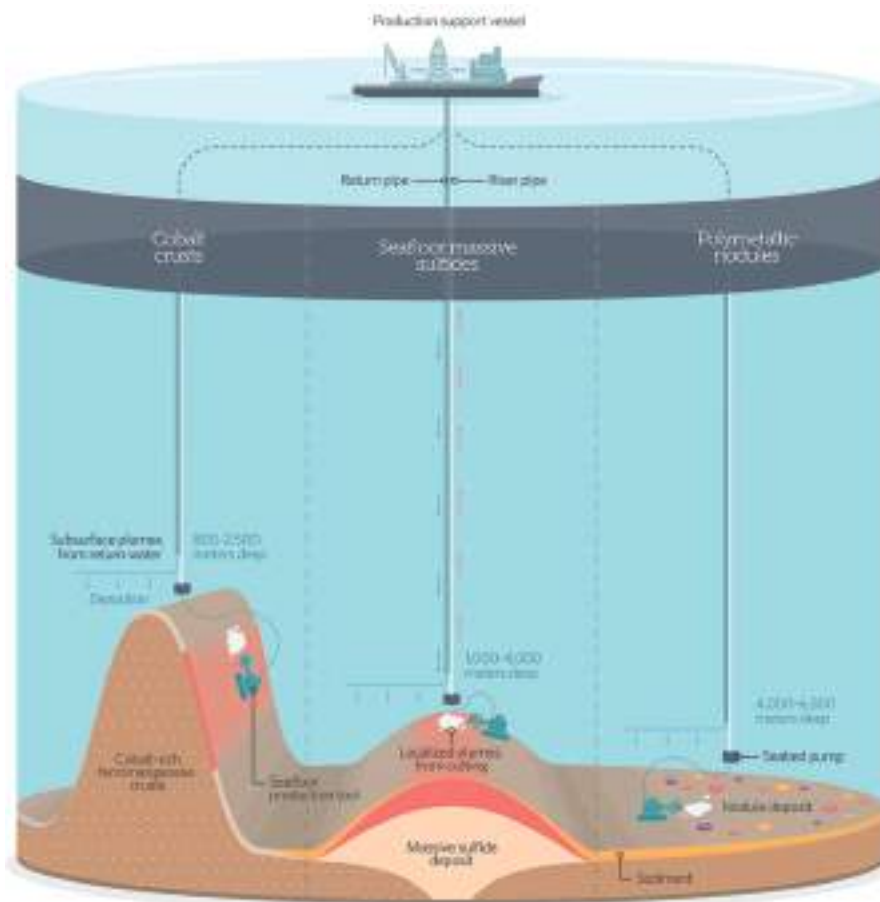 Production support vessel
Return pipe
Riser pipe
Cobalt
crusts
Seafloor massive
sulfides
Polymetallic
nodules
Subsurface plumes
from return water
800-2,500
meters deep
Deposition
1,000-4,000
meters deep
4,000-6,000
meters deep
Seabed pump
Localized plumes
from cutting
Cobalt-rich
ferromanganese
crusts
Seafloor
production tool
Nodule deposit
Massive sulfide
deposit
Sediment